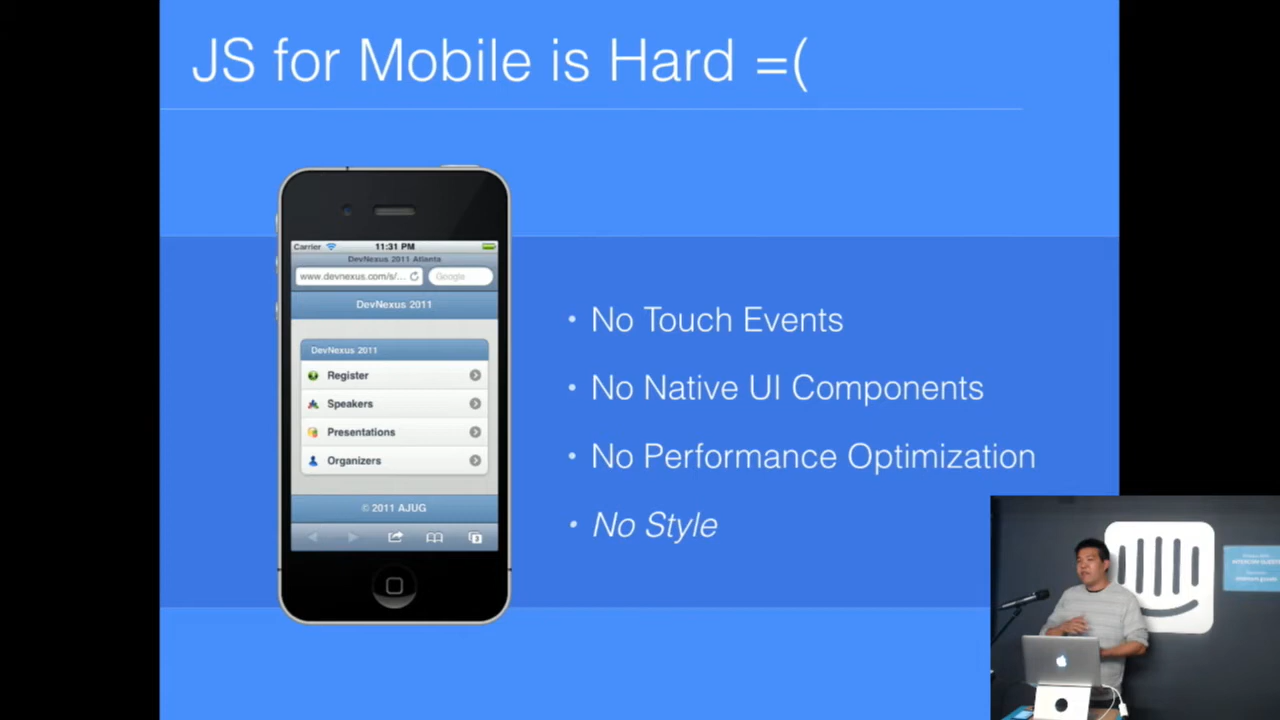 JS for Mobile is Hard =(
Carrier 11:31 PM
DevNexus 2011 Atlanta
www.devnexus.com/s/... Google
DevNexus 2011
DevNexus 2011
Register
Speakers
Presentations
Organizers
© 2011 AJUG
• No Touch Events
• No Native UI Components
• No Performance Optimization
• No Style